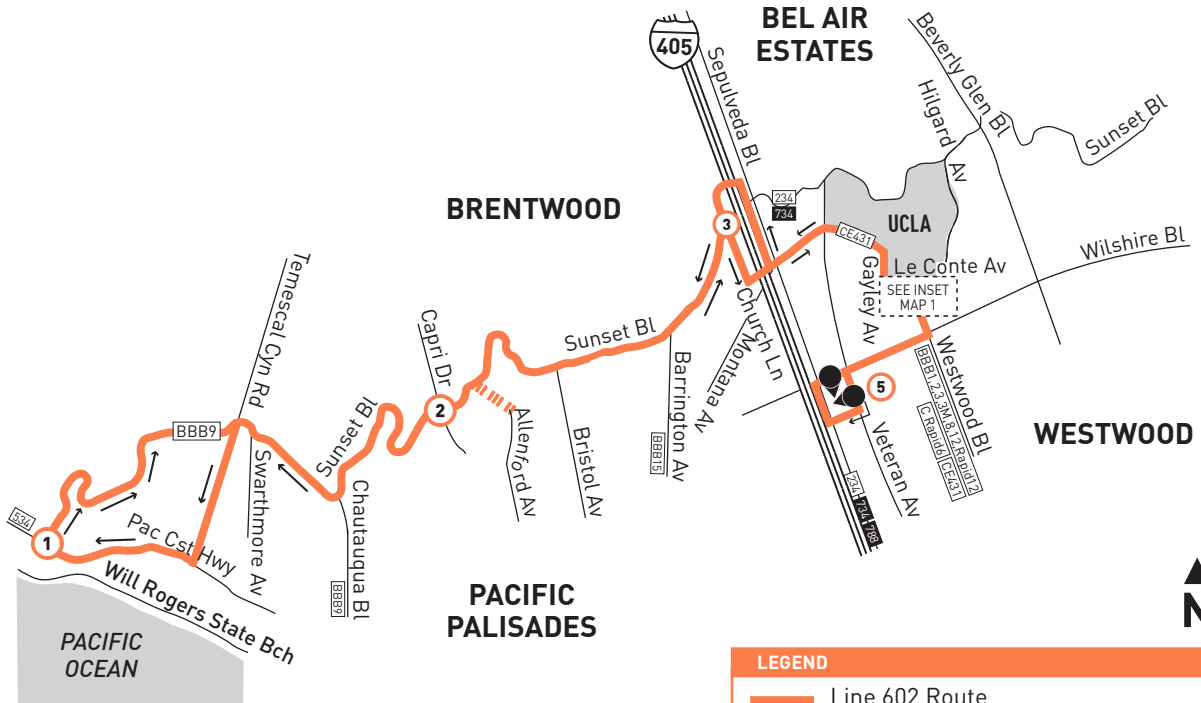 BEL AIR
ESTATES
405
Sepulveda Bl
Beverly Glen Bl
Hilgard Av
Sunset Bl
BRENTWOOD
234
734
UCLA
3
CE431
Wilshire Bl
Le Conte Av
Gayley Av
SEE INSET
MAP 1
Temescal Cyn Rd
Church Ln
Montana Av
Sunset Bl
Capri Dr
Barrington Av
BBB15
5
Westwood Bl
BBB1,2,3,3M,8,12,Rapid12
C.Rapid6 CE431
WESTWOOD
2
Allenford Av
Bristol Av
Veteran Av
234
734
788
BBB9
Sunset Bl
Swarthmore Av
Chautauqua Bl
BBB9
534
1
Pac Cst Hwy
Will Rogers State Bch
PACIFIC
PALISADES
N
PACIFIC
OCEAN
LEGEND
Line 602 Route